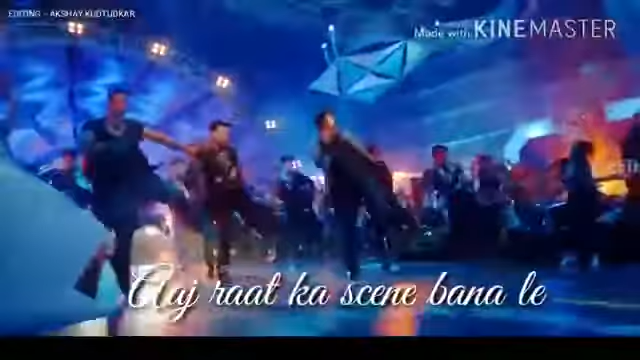 EDITING - AKSHAY KUDTUDKAR
Made with KINEMASTER
Aaj raat ka scene bana le